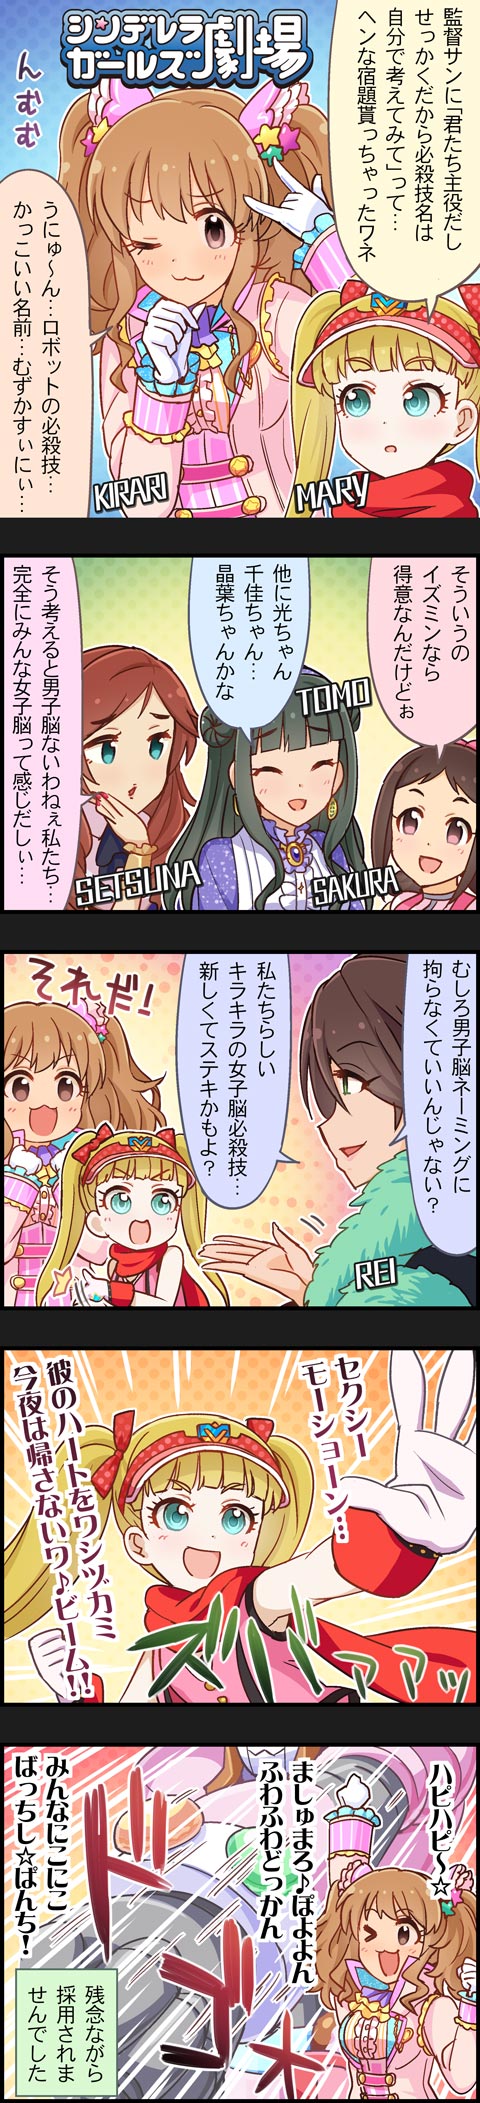 シンデレラ
ガールズ劇場
監督サンに「君たち主役だし
せっかくだから必殺技名は
自分で考えてみて」って…
ヘンな宿題貰っちゃったワネ
んむむ
うにゅ～ん…ロボットの必殺技…
かっこいい名前…むずかすぃにぃ…
KIRARI
MARY
そういうの
イズミンなら
得意なんだけどぉ
他に光ちゃん
千佳ちゃん…
晶葉ちゃんかな
そう考えると男子脳ないわねぇ私たち…
完全にみんな女子脳って感じだしぃ…
TOMO
SETSUNA
SAKURA
むしろ男子脳ネーミングに
拘らなくていいんじゃない？
私たちらしい
キラキラの女子脳必殺技…
新しくてステキかもよ？
それだ！
REI
セクシー
モーション…
彼のハートをワシヅカミ
今夜は帰さないワ♪ビーム!!
ズァァッ
ハピハピ～☆
ましゅまろ♪ぽよよん
ふわふわどっかん
みんなにこにこ
ばっちし☆ぱんち！
ドゴォ
残念ながら
採用されま
せんでした